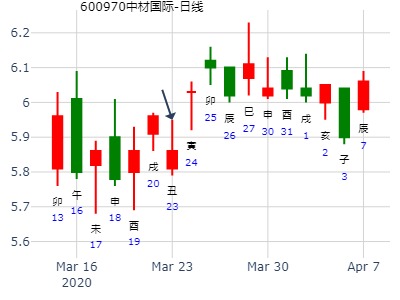 600970中材国际-日线
6.2
6.1
6
5.9
5.8
5.7
5.6
卯
13
午
16
未
17
申
18
酉
19
戌
20
丑
23
寅
24
卯
25
辰
26
巳
27
申
30
酉
31
戌
1
亥
2
子
3
辰
7
Mar 16
2020
Mar 23
Mar 30
Apr 7